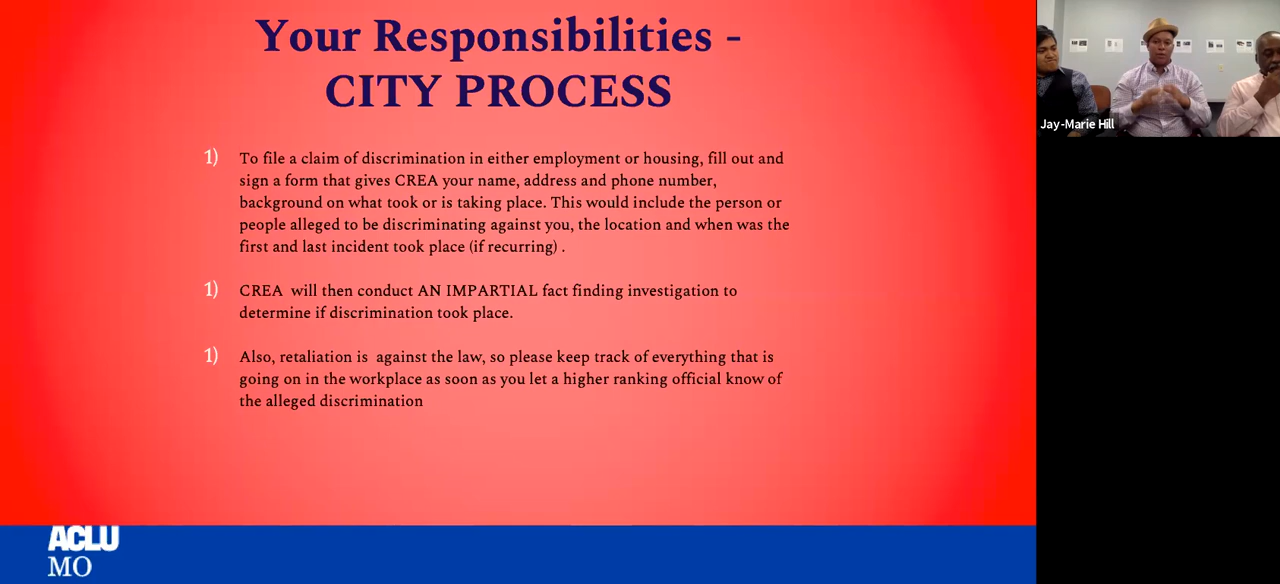 Your Responsibilities -
CITY PROCESS
1) To file a claim of discrimination in either employment or housing, fill out and
sign a form that gives CREA your name, address and phone number,
background on what took or is taking place. This would include the person or
people alleged to be discriminating against you, the location and when was the
first and last incident took place (if recurring) .
1) CREA  will then conduct AN IMPARTIAL fact finding investigation to
determine if discrimination took place.
1) Also, retaliation is  against the law, so please keep track of everything that is
going on in the workplace as soon as you let a higher ranking official know of
the alleged discrimination
ACLU
MO
Jay-Marie Hill